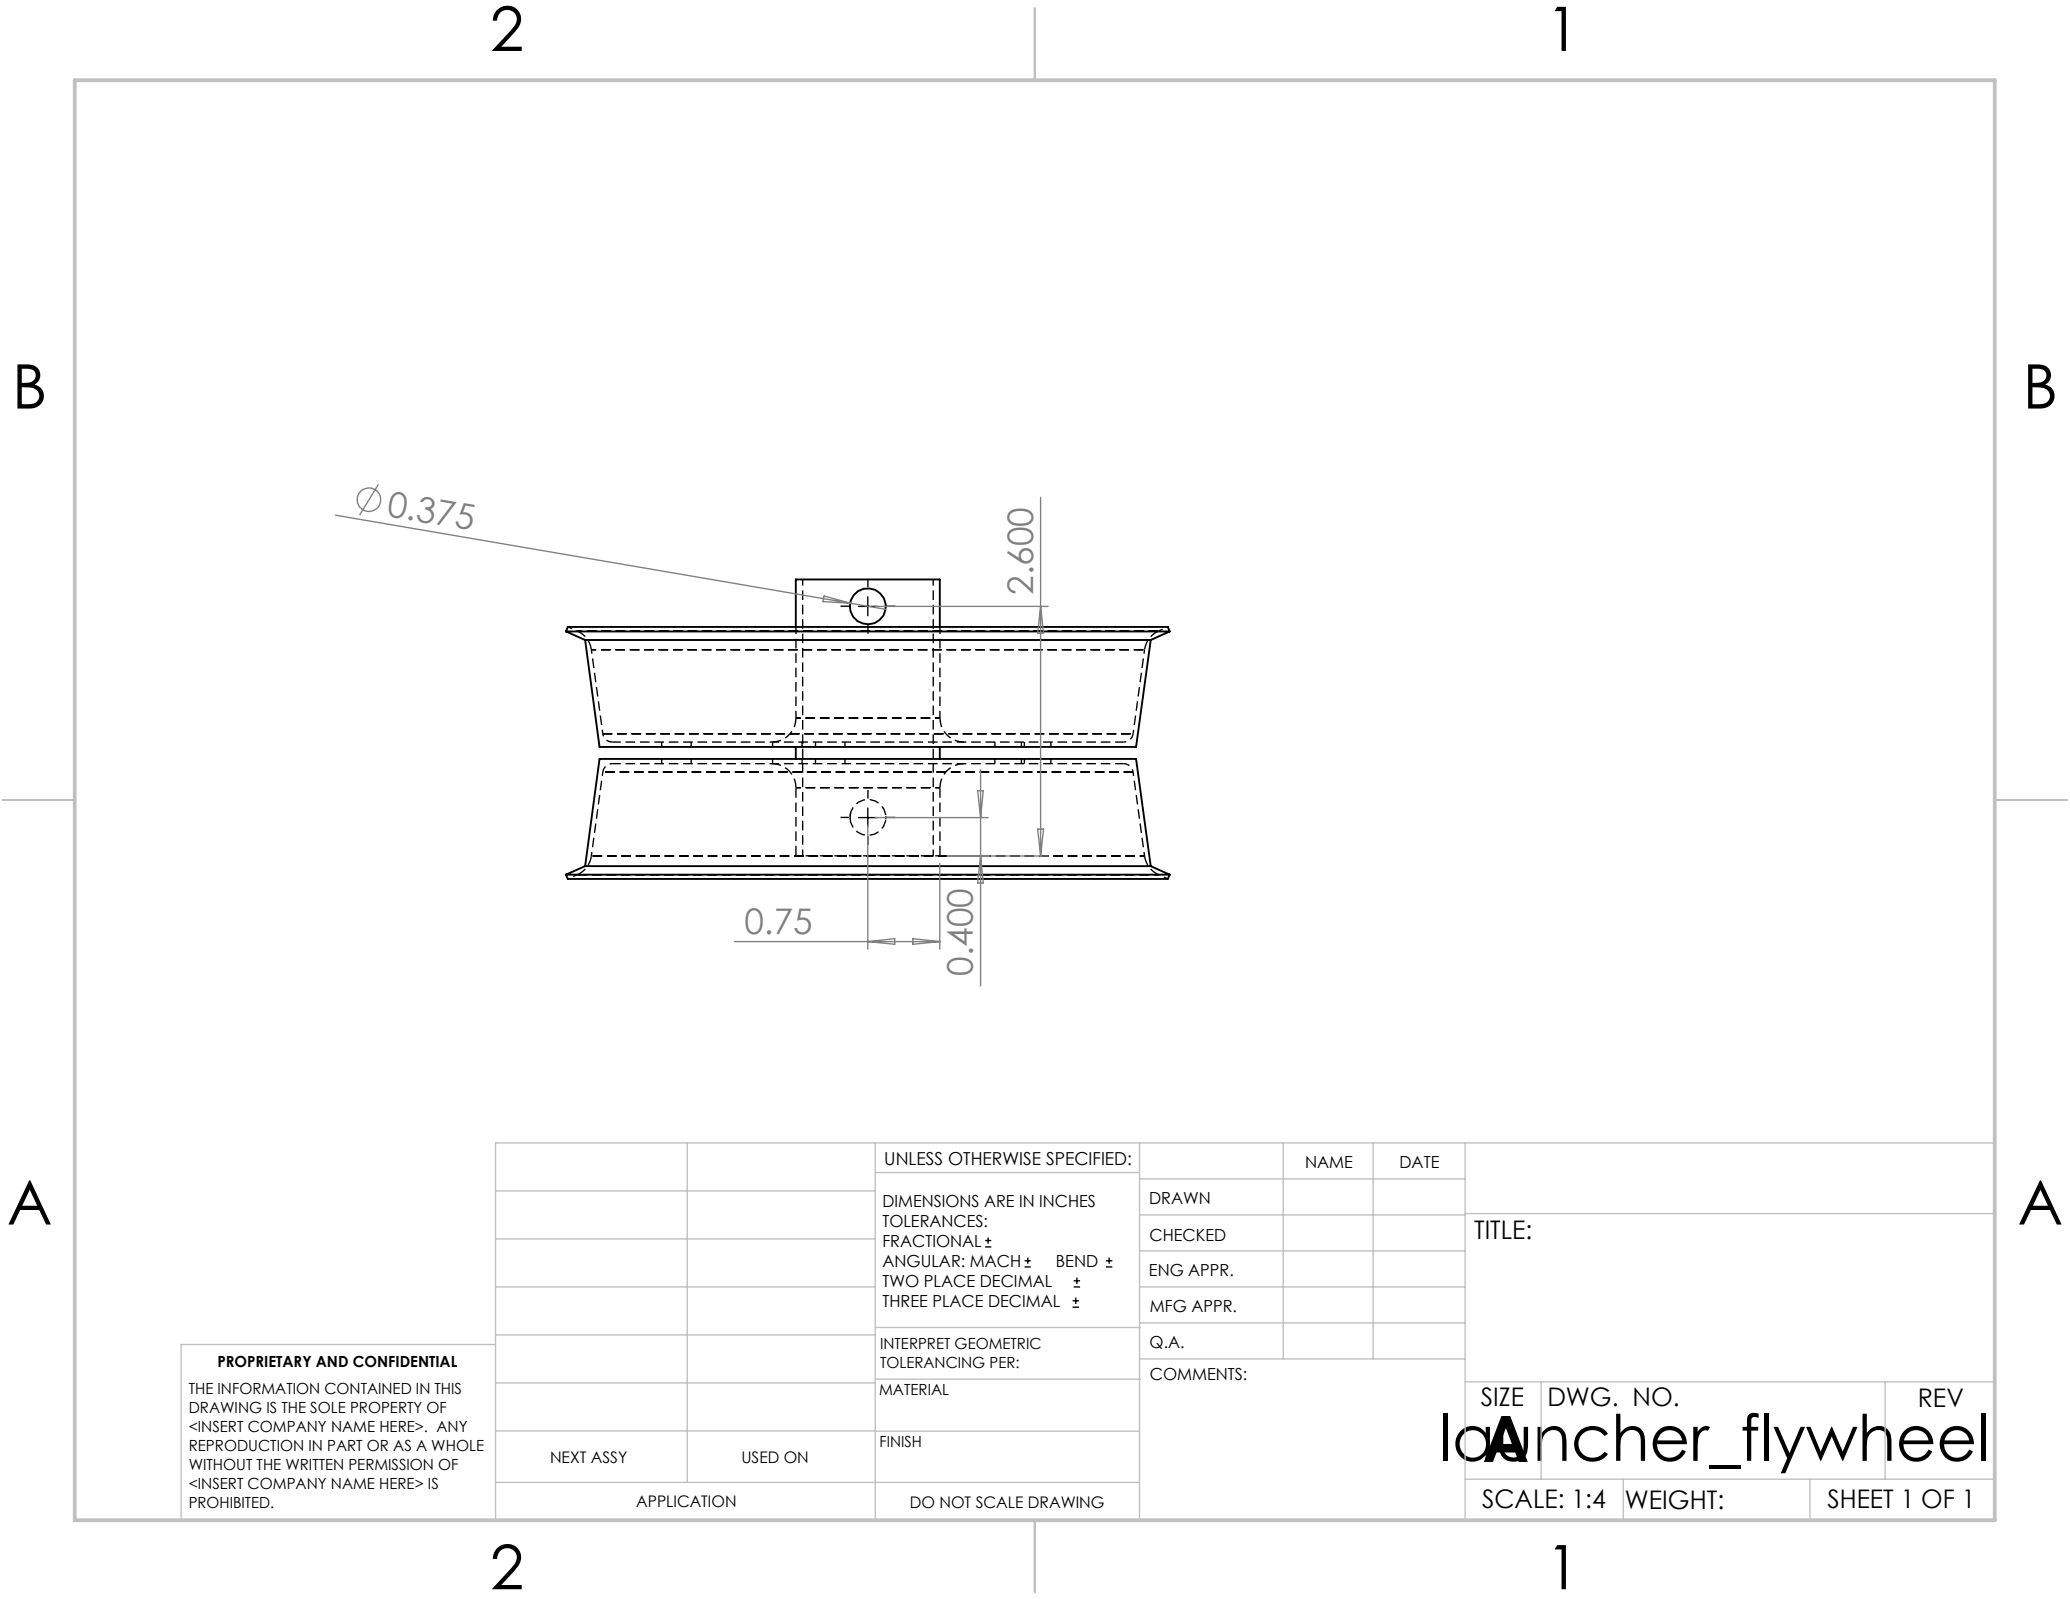 2
1
B
B
∅0.375
2.600
0.75
0.400
A
A
UNLESS OTHERWISE SPECIFIED:
DIMENSIONS ARE IN INCHES
TOLERANCES:
FRACTIONAL ±
ANGULAR: MACH ± BEND ±
TWO PLACE DECIMAL ±
THREE PLACE DECIMAL ±
INTERPRET GEOMETRIC
TOLERANCING PER:
MATERIAL
FINISH
DO NOT SCALE DRAWING
NAME
DATE
DRAWN
CHECKED
ENG APPR.
MFG APPR.
Q.A.
COMMENTS:
TITLE:
SIZE
DWG. NO.
REV
A
launcher_flywheel
SCALE: 1:4
WEIGHT:
SHEET 1 OF 1
PROPRIETARY AND CONFIDENTIAL
THE INFORMATION CONTAINED IN THIS
DRAWING IS THE SOLE PROPERTY OF
<INSERT COMPANY NAME HERE>. ANY
REPRODUCTION IN PART OR AS A WHOLE
WITHOUT THE WRITTEN PERMISSION OF
<INSERT COMPANY NAME HERE> IS
PROHIBITED.
NEXT ASSY
USED ON
APPLICATION
2
1